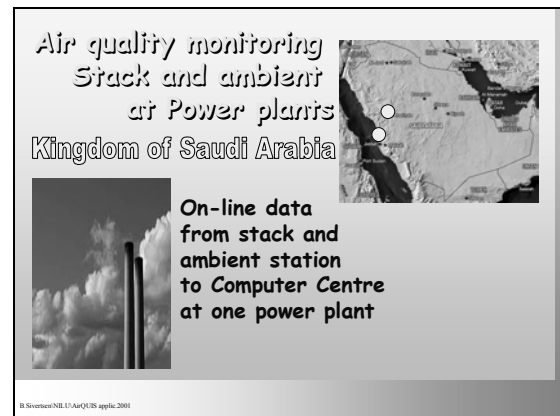 Air quality monitoring
Stack and ambient
at Power plants
Kingdom of Saudi Arabia
On-line data
from stack and
ambient station
to Computer Centre
at one power plant
B.Sivertsen\NILU\AirQUIS applic.2001